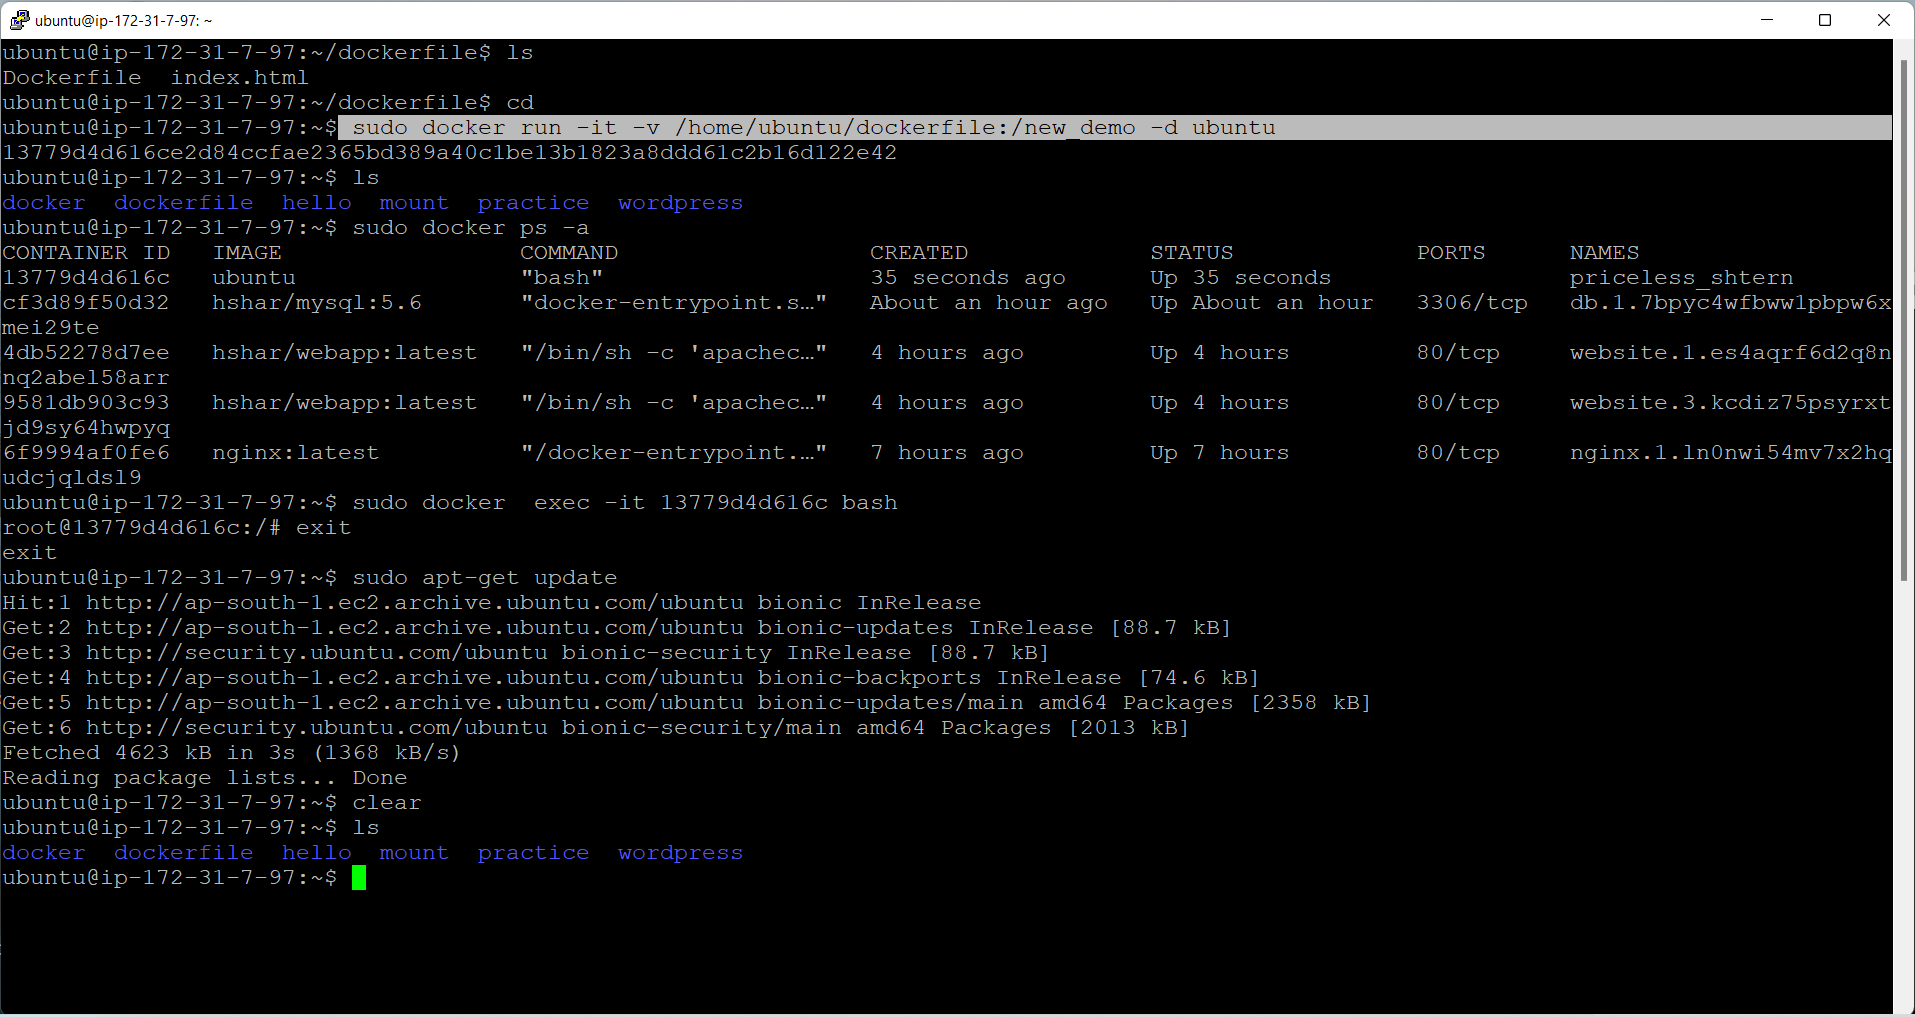 ubuntu@ip-172-31-7-97: ~
ubuntu@ip-172-31-7-97:~/dockerfile$ ls
Dockerfile  index.html
ubuntu@ip-172-31-7-97:~/dockerfile$ cd
ubuntu@ip-172-31-7-97:~$ sudo docker run -it -v /home/ubuntu/dockerfile:/new_demo -d ubuntu
13779d4d616ce2d84ccfae2365bd389a40c1be13b1823a8ddd61c2b16d122e42
ubuntu@ip-172-31-7-97:~$ ls
docker  dockerfile  hello  mount  practice  wordpress
ubuntu@ip-172-31-7-97:~$ sudo docker ps -a
CONTAINER ID   IMAGE                 COMMAND                  CREATED             STATUS             PORTS      NAMES
13779d4d616c   ubuntu                "bash"                   35 seconds ago      Up 35 seconds                 priceless_shtern
cf3d89f50d32   hshar/mysql:5.6       "docker-entrypoint.s…"   About an hour ago   Up About an hour   3306/tcp   db.1.7bpyc4wfbww1pbpw6x
mei29te
4db52278d7ee   hshar/webapp:latest   "/bin/sh -c 'apachec…"   4 hours ago         Up 4 hours         80/tcp     website.1.es4aqrf6d2q8n
nq2abel58arr
9581db903c93   hshar/webapp:latest   "/bin/sh -c 'apachec…"   4 hours ago         Up 4 hours         80/tcp     website.3.kcdiz75psyrxt
jd9sy64hwpyq
6f9994af0fe6   nginx:latest          "/docker-entrypoint.…"   7 hours ago         Up 7 hours         80/tcp     nginx.1.ln0nwi54mv7x2hq
udcjqldsl9
ubuntu@ip-172-31-7-97:~$ sudo docker  exec -it 13779d4d616c bash
root@13779d4d616c:/# exit
exit
ubuntu@ip-172-31-7-97:~$ sudo apt-get update
Hit:1 http://ap-south-1.ec2.archive.ubuntu.com/ubuntu bionic InRelease
Get:2 http://ap-south-1.ec2.archive.ubuntu.com/ubuntu bionic-updates InRelease [88.7 kB]
Get:3 http://security.ubuntu.com/ubuntu bionic-security InRelease [88.7 kB]
Get:4 http://ap-south-1.ec2.archive.ubuntu.com/ubuntu bionic-backports InRelease [74.6 kB]
Get:5 http://ap-south-1.ec2.archive.ubuntu.com/ubuntu bionic-updates/main amd64 Packages [2358 kB]
Get:6 http://security.ubuntu.com/ubuntu bionic-security/main amd64 Packages [2013 kB]
Fetched 4623 kB in 3s (1368 kB/s)
Reading package lists... Done
ubuntu@ip-172-31-7-97:~$ clear
ubuntu@ip-172-31-7-97:~$ ls
docker  dockerfile  hello  mount  practice  wordpress
ubuntu@ip-172-31-7-97:~$